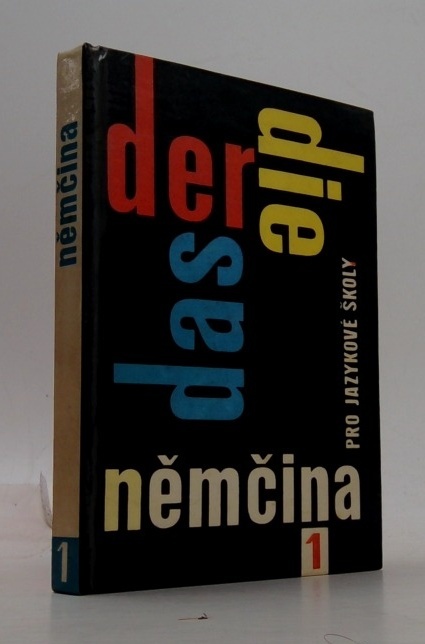 němčina
1
der
die
das
PRO JAZYKOVÉ ŠKOLY
němčina
1